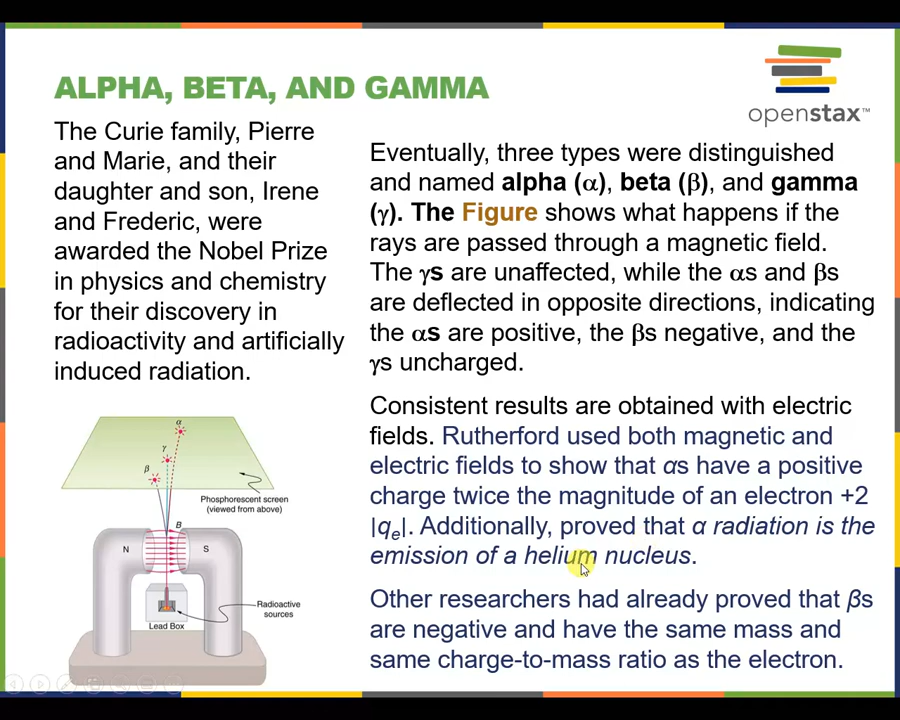 ALPHA, BETA, AND GAMMA
openstax™
The Curie family, Pierre
and Marie, and their
daughter and son, Irene
and Frederic, were
awarded the Nobel Prize
in physics and chemistry
for their discovery in
radioactivity and artificially
induced radiation.
Eventually, three types were distinguished
and named alpha (α), beta (β), and gamma
(γ). The Figure shows what happens if the
rays are passed through a magnetic field.
The γs are unaffected, while the αs and βs
are deflected in opposite directions, indicating
the αs are positive, the βs negative, and the
γs uncharged.
Consistent results are obtained with electric
fields. Rutherford used both magnetic and
electric fields to show that αs have a positive
charge twice the magnitude of an electron +2
|qₑ|. Additionally, proved that α radiation is the
emission of a helium nucleus.
Other researchers had already proved that βs
are negative and have the same mass and
same charge-to-mass ratio as the electron.
α
γ
β
Phosphorescent screen
(viewed from above)
B
N
S
Radioactive
sources
Lead Box